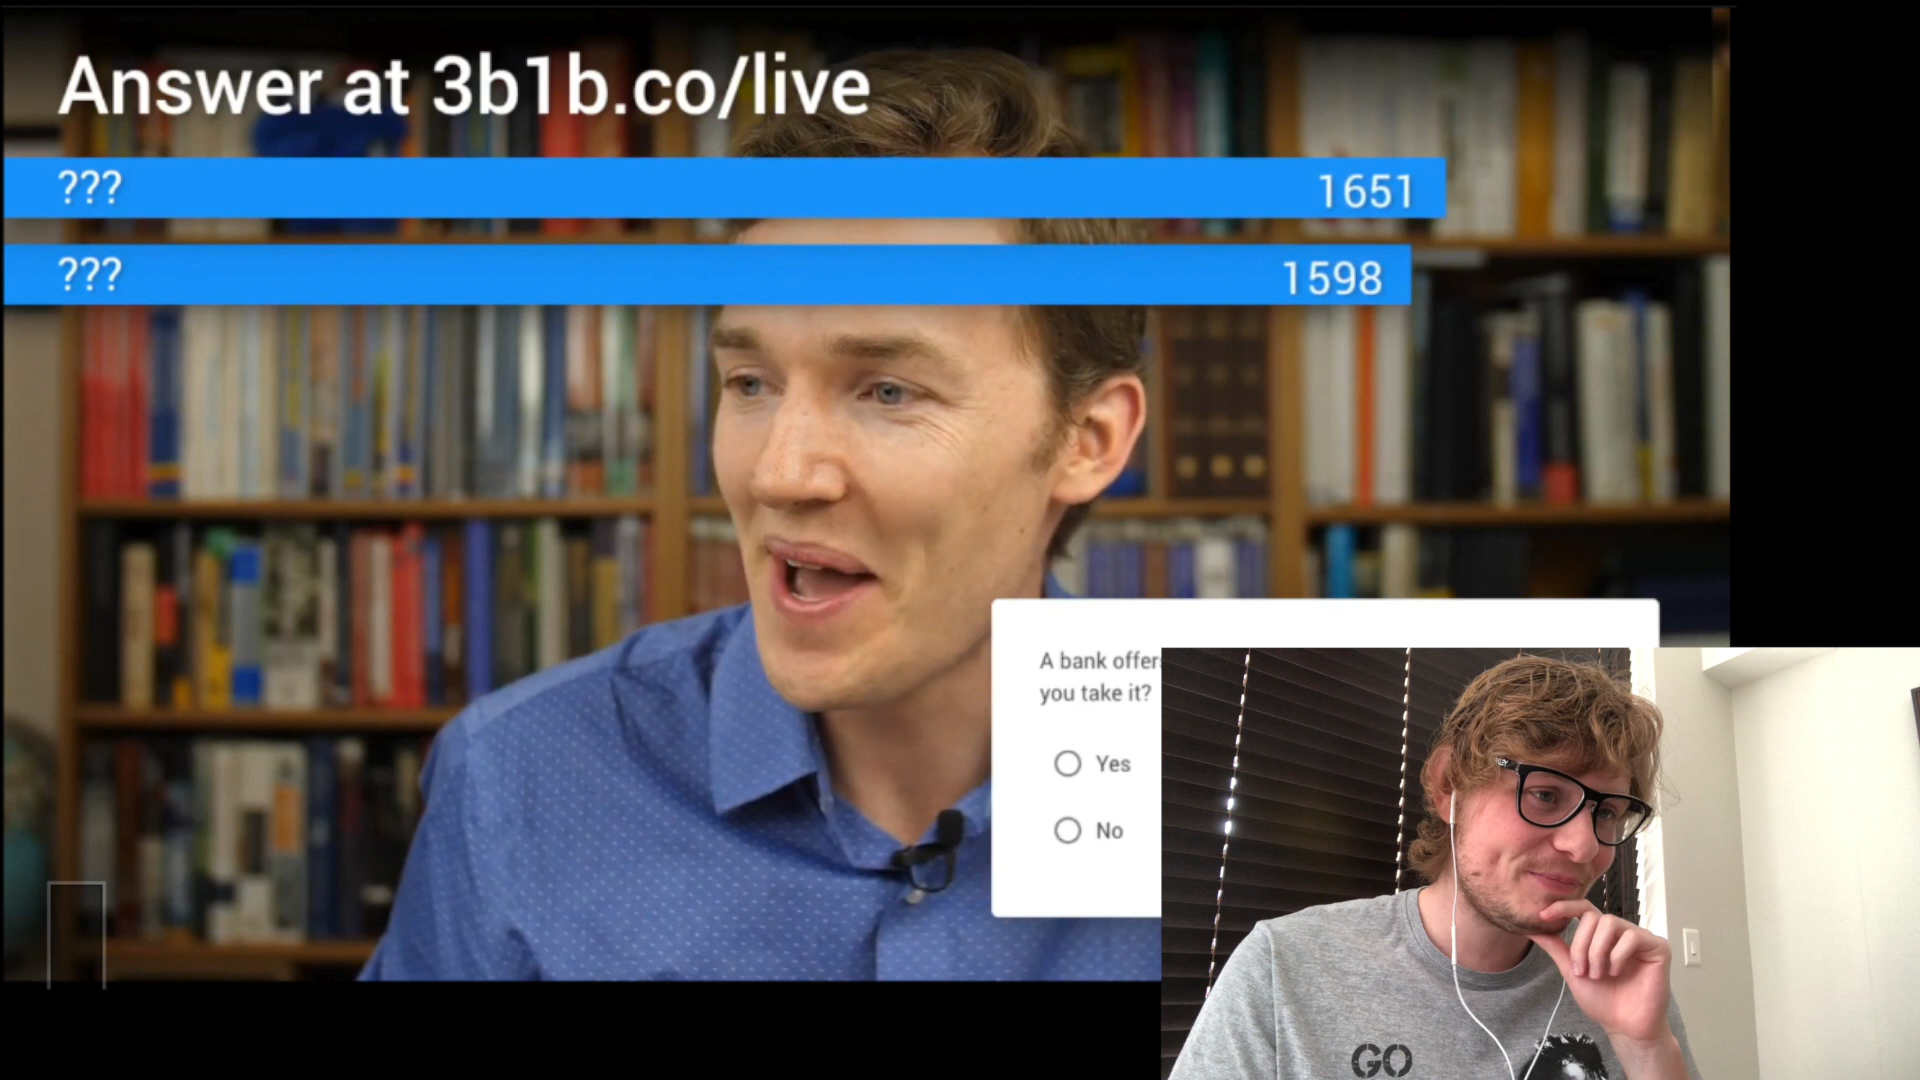 Answer at 3b1b.co/live
??? 1651
??? 1598
A bank offer
you take it?
Yes
No
GO